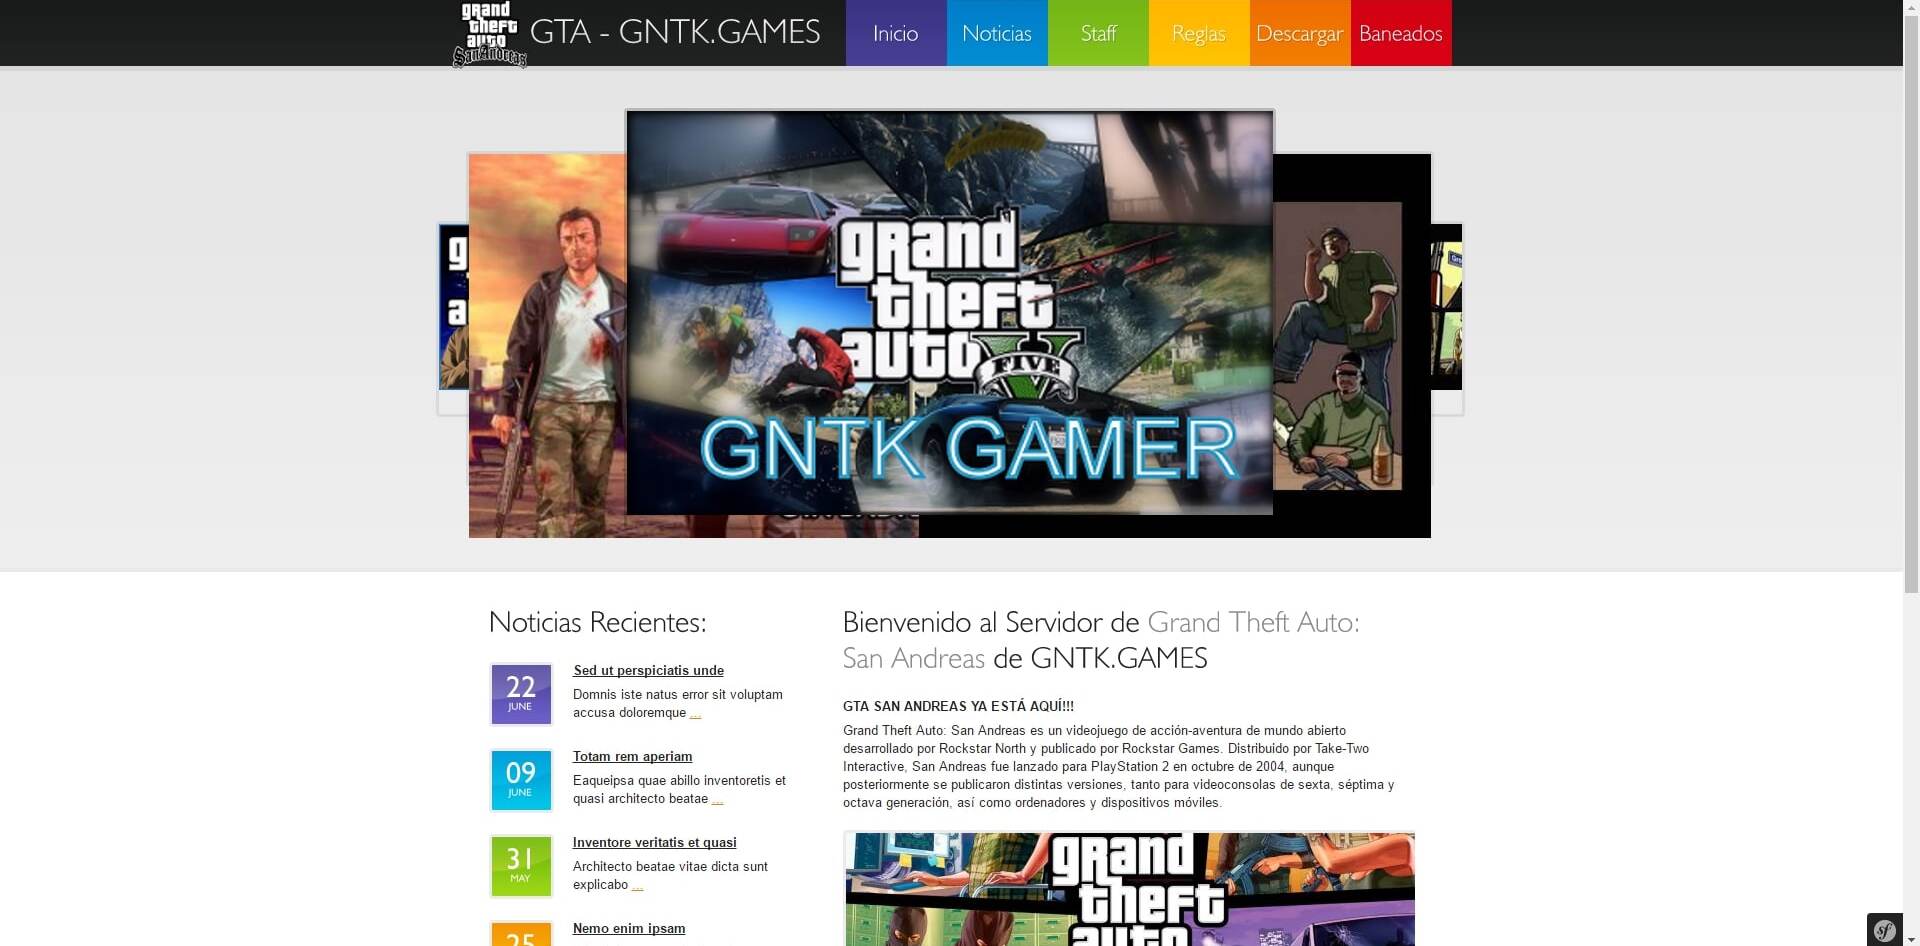 grand
theft
auto
San Andreas
GTA - GNTK.GAMES
Inicio
Noticias
Staff
Reglas
Descargar
Baneados
grand
theft
auto
V
FIVE
GNTK GAMER
Noticias Recientes:
22
JUNE
Sed ut perspiciatis unde
Domnis iste natus error sit voluptam
accusa doloremque ...
09
JUNE
Totam rem aperiam
Eaqueipsa quae abillo inventoretis et
quasi architecto beatae ...
31
MAY
Inventore veritatis et quasi
Architecto beatae vitae dicta sunt
explicabo ...
25
Nemo enim ipsam
Bienvenido al Servidor de Grand Theft Auto:
San Andreas de GNTK.GAMES
GTA SAN ANDREAS YA ESTÁ AQUÍ!!!
Grand Theft Auto: San Andreas es un videojuego de acción-aventura de mundo abierto
desarrollado por Rockstar North y publicado por Rockstar Games. Distribuido por Take-Two
Interactive, San Andreas fue lanzado para PlayStation 2 en octubre de 2004, aunque
posteriormente se publicaron distintas versiones, tanto para videoconsolas de sexta, séptima y
octava generación, así como ordenadores y dispositivos móviles.
grand
theft
auto
sf